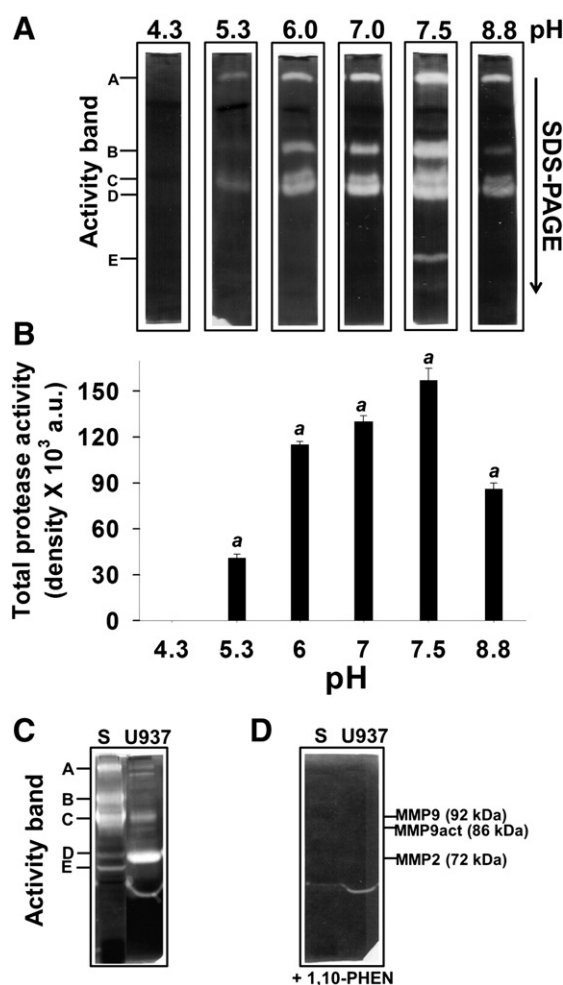 A
4.3 5.3 6.0 7.0 7.5 8.8 pH
A
B
C
D
E
Activity band
SDS-PAGE
B
Total protease activity
(density X 10³ a.u.)
150
120
90
60
30
0
a a a a a
4.3 5.3 6 7 7.5 8.8
pH
C
S U937
A
B
C
D
E
Activity band
D
S U937
MMP9 (92 kDa)
MMP9act (86 kDa)
MMP2 (72 kDa)
+ 1,10-PHEN